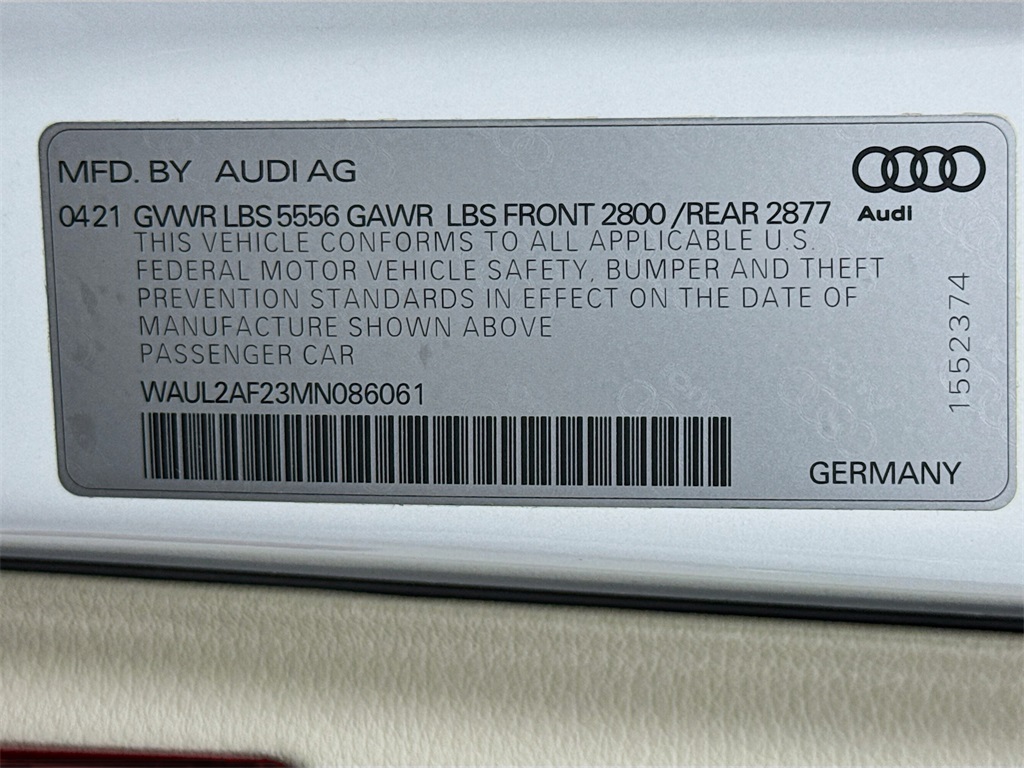 MFD. BY AUDI AG
0421 GVWR LBS 5556 GAWR LBS FRONT 2800 /REAR 2877
Audi
THIS VEHICLE CONFORMS TO ALL APPLICABLE U.S.
FEDERAL MOTOR VEHICLE SAFETY, BUMPER AND THEFT
PREVENTION STANDARDS IN EFFECT ON THE DATE OF
MANUFACTURE SHOWN ABOVE
PASSENGER CAR
WAUL2AF23MN086061
GERMANY
1552374